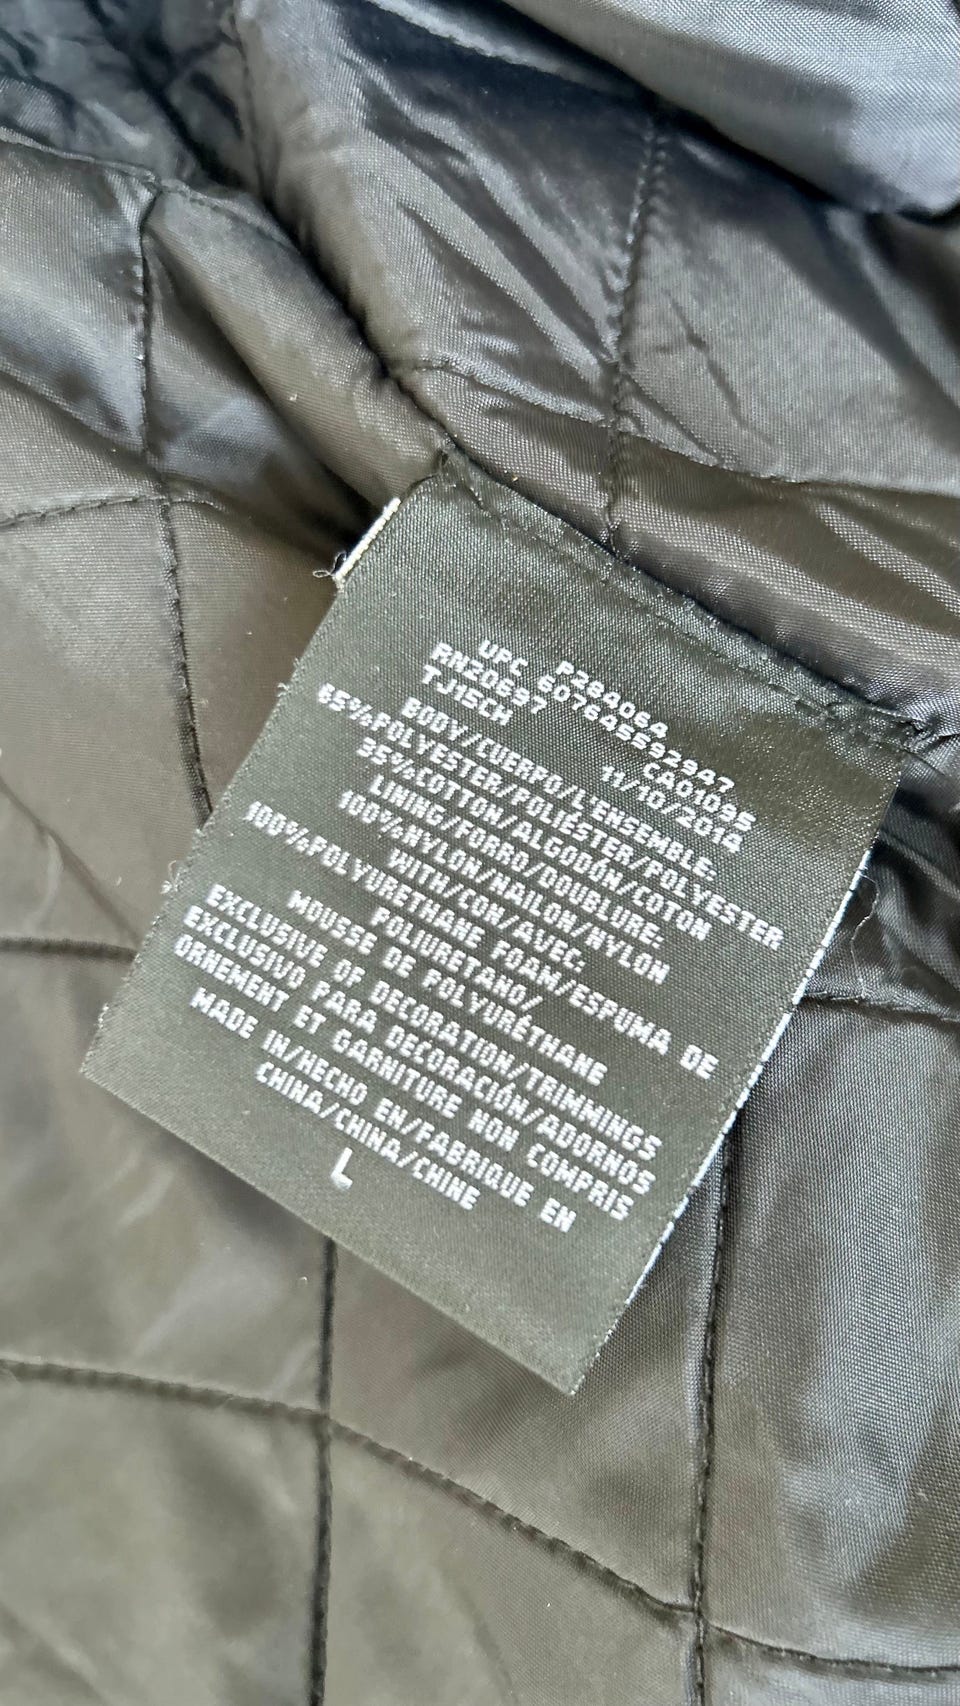 P28406A
UPC 607645592947
RN20697 CA01095
TJ15CH 11/10/2014
BODY/CUERPO/L'ENSEMBLE:
65%POLYESTER/POLIÉSTER/POLYESTER
35%COTTON/ALGODÓN/COTON
LINING/FORRO/DOUBLURE:
100%NYLON/NAILON/NYLON
WITH/CON/AVEC:
100%POLYURETHANE FOAM/ESPUMA DE
POLIURETANO/
MOUSSE DE POLYURÉTHANE
EXCLUSIVE OF DECORATION/TRIMMINGS
EXCLUSIVO PARA DECORACIÓN/ADORNOS
ORNEMENT ET GARNITURE NON COMPRIS
MADE IN/HECHO EN/FABRIQUE EN
CHINA/CHINA/CHINE
L